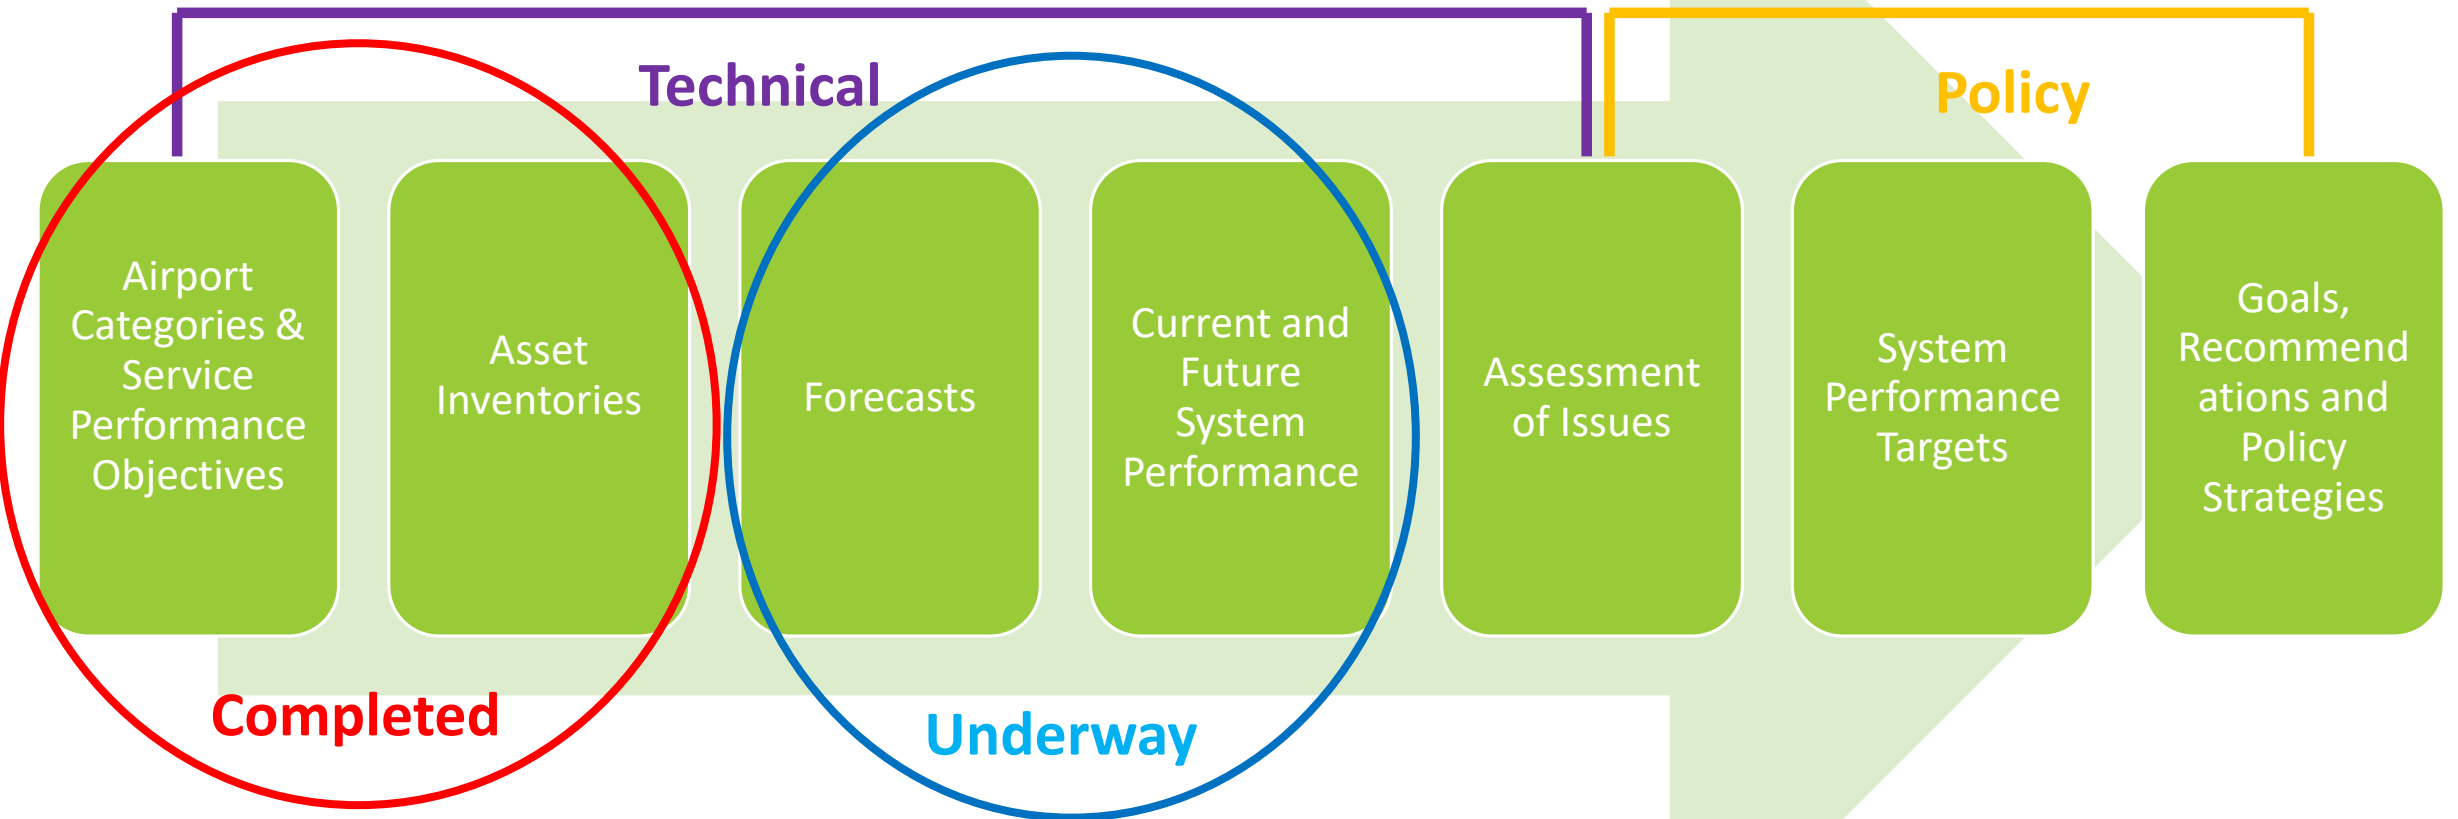 Technical
Policy
Airport
Categories &
Service
Performance
Objectives
Asset
Inventories
Forecasts
Current and
Future
System
Performance
Assessment
of Issues
System
Performance
Targets
Goals,
Recommend
ations and
Policy
Strategies
Completed
Underway